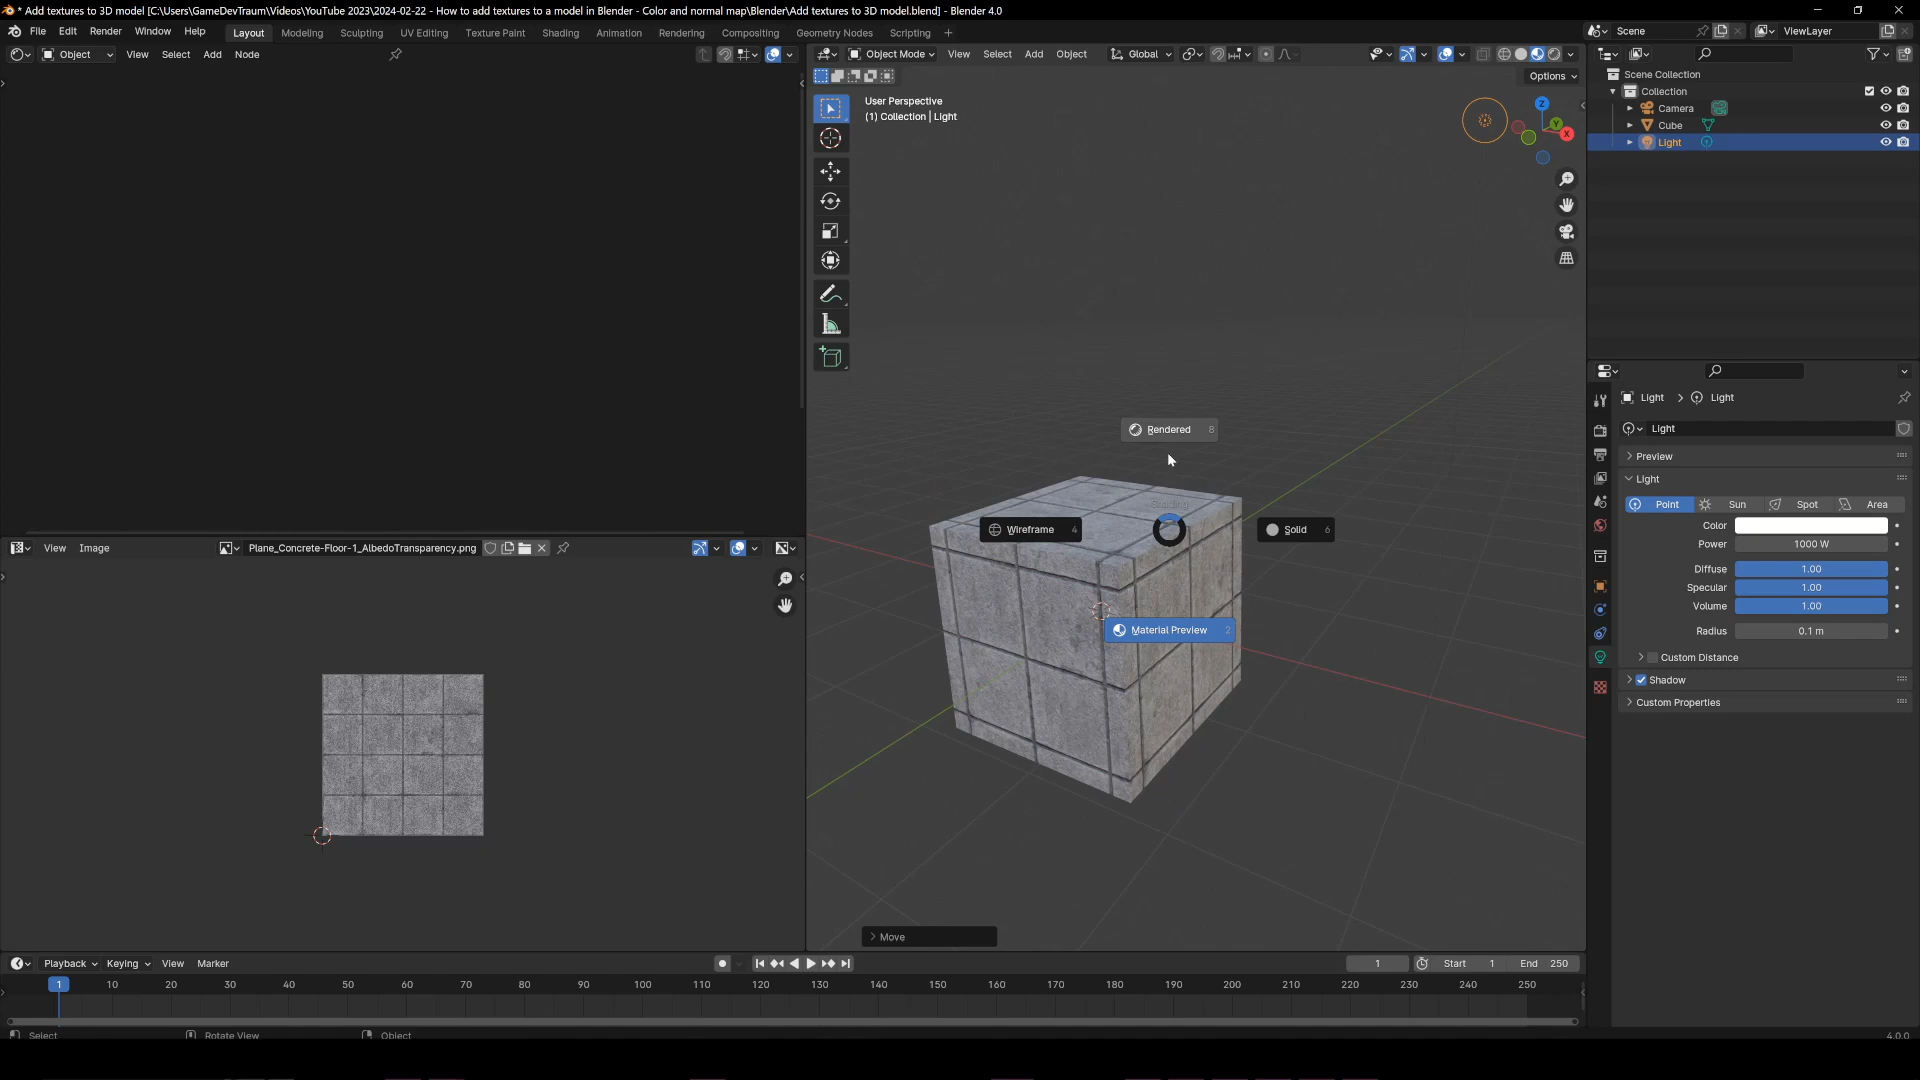 * Add textures to 3D model [C:\Users\GameDevTraum\Videos\YouTube 2023\2024-02-22 - How to add textures to a model in Blender - Color and normal map\Blender\Add textures to 3D model.blend] - Blender 4.0
File Edit Render Window Help Layout Modeling Sculpting UV Editing Texture Paint Shading Animation Rendering Compositing Geometry Nodes Scripting + Scene ViewLayer
Object View Select Add Node
Object Mode View Select Add Object Global
Options
User Perspective
(1) Collection | Light
Scene Collection
Collection
Camera
Cube
Light
X
Y
Z
Rendered 8
Wireframe 4
Solid 6
Material Preview 2
Move
View Image Plane_Concrete-Floor-1_AlbedoTransparency.png
Light Light
Light
Preview
Light
Point Sun Spot Area
Color
Power 1000 W
Diffuse 1.00
Specular 1.00
Volume 1.00
Radius 0.1 m
Custom Distance
Shadow
Custom Properties
Playback Keying View Marker 1 Start 1 End 250
1 10 20 30 40 50 60 70 80 90 100 110 120 130 140 150 160 170 180 190 200 210 220 230 240 250
Select Rotate View Object 4.0.0